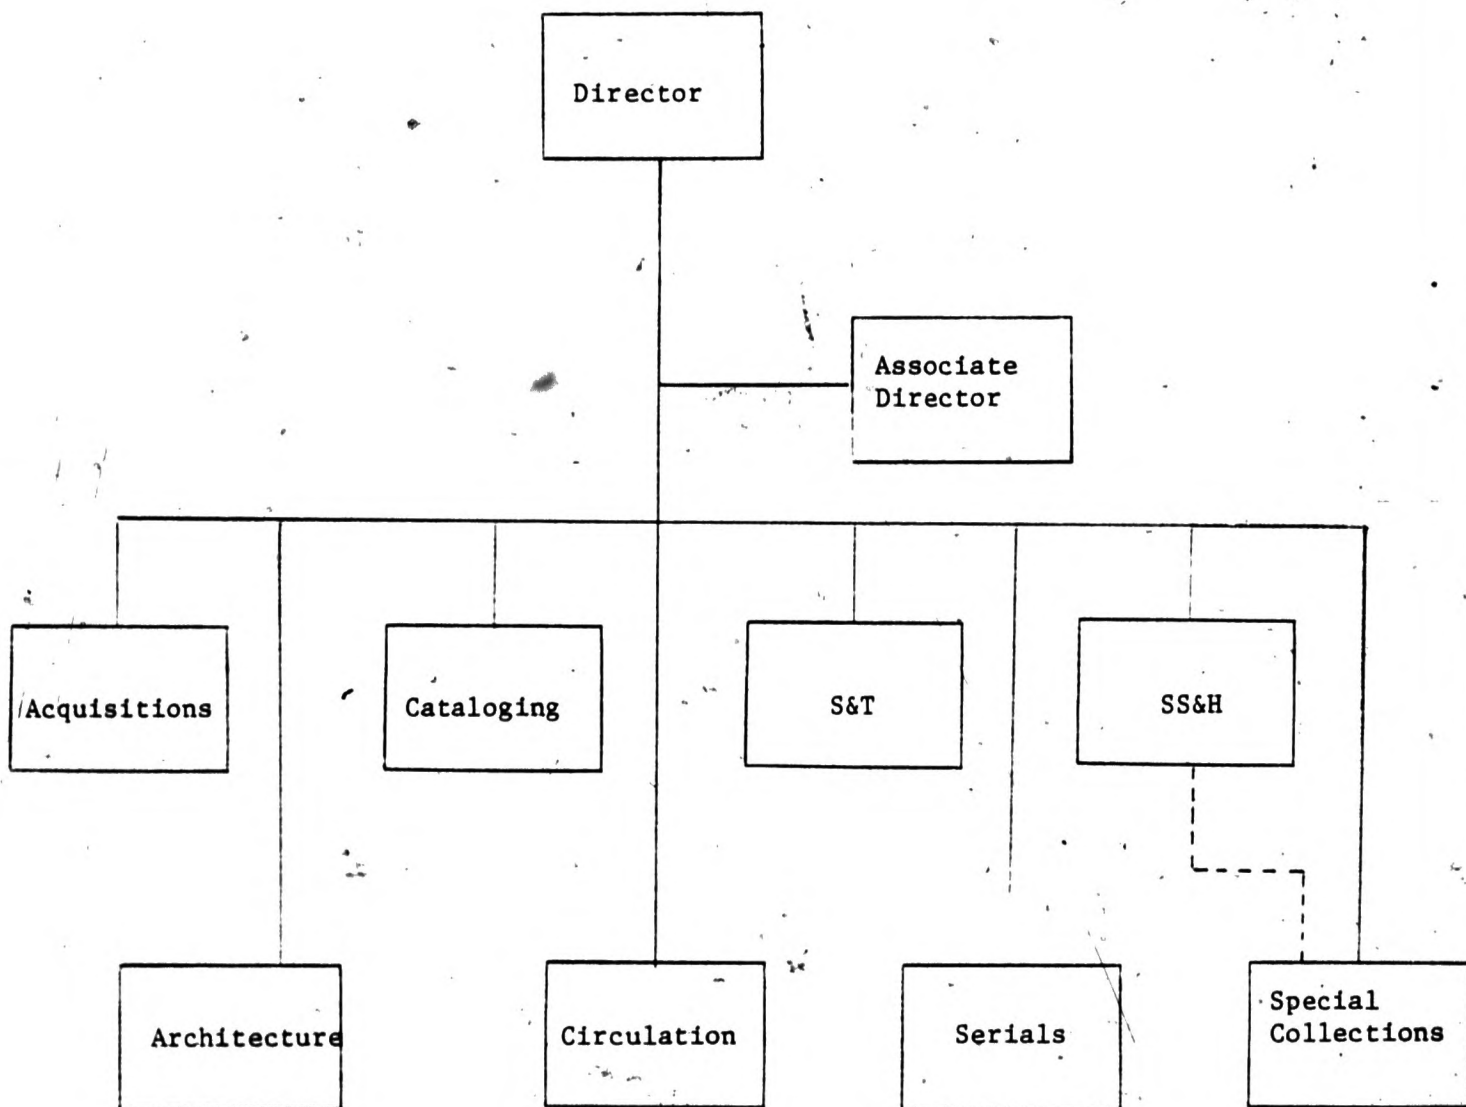 Director
Associate
Director
Acquisitions
Cataloging
S&T
SS&H
Architecture
Circulation
Serials
Special
Collections